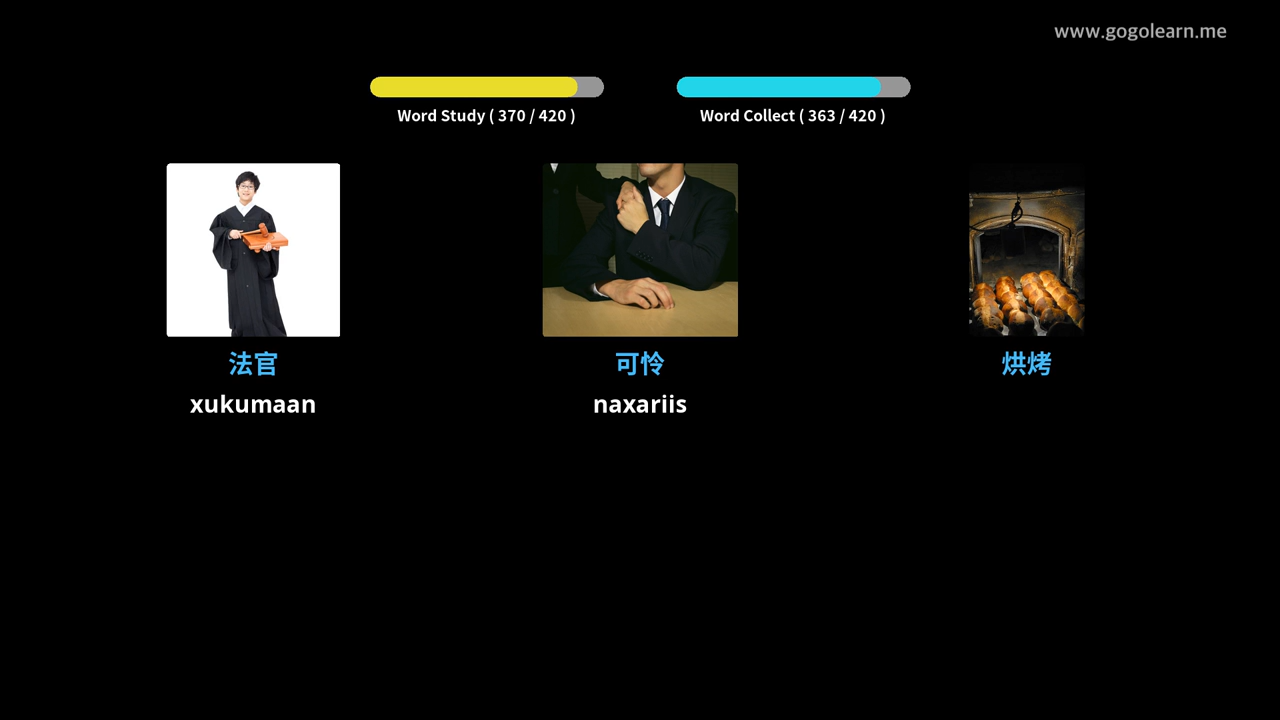 www.gogolearn.me
Word Study ( 370 / 420 )
Word Collect ( 363 / 420 )
法官
可怜
烘烤
xukumaan
naxariis